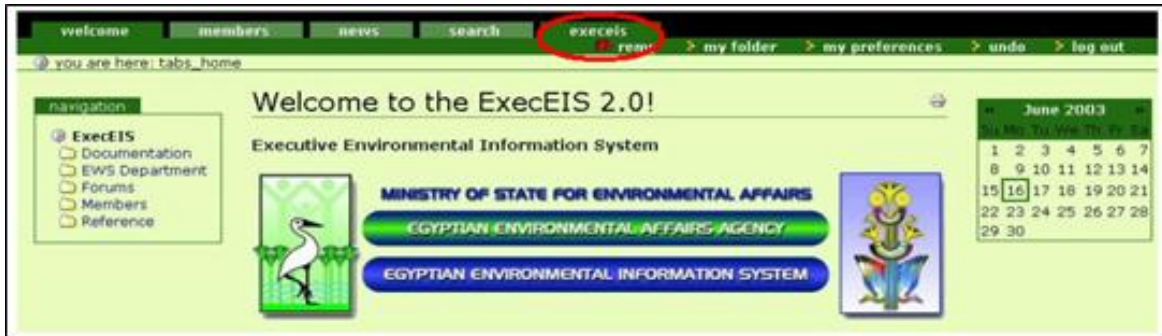 welcome members news search execeis
my folder my preferences undo log out
you are here: tabs_home
navigation
ExecEIS
Documentation
EWS Department
Forums
Members
Reference
Welcome to the ExecEIS 2.0!
Executive Environmental Information System
MINISTRY OF STATE FOR ENVIRONMENTAL AFFAIRS
EGYPTIAN ENVIRONMENTAL AFFAIRS AGENCY
EGYPTIAN ENVIRONMENTAL INFORMATION SYSTEM
« June 2003 »
Su Mo Tu We Th Fr Sa
1 2 3 4 5 6 7
8 9 10 11 12 13 14
15 16 17 18 19 20 21
22 23 24 25 26 27 28
29 30